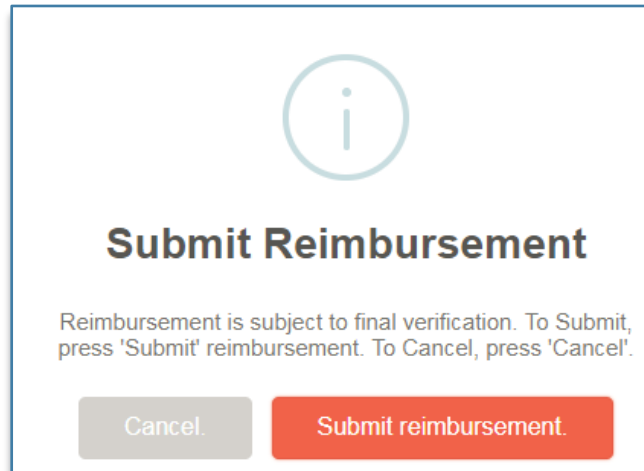 Submit Reimbursement
Reimbursement is subject to final verification. To Submit,
press 'Submit' reimbursement. To Cancel, press 'Cancel'.
Cancel.
Submit reimbursement.